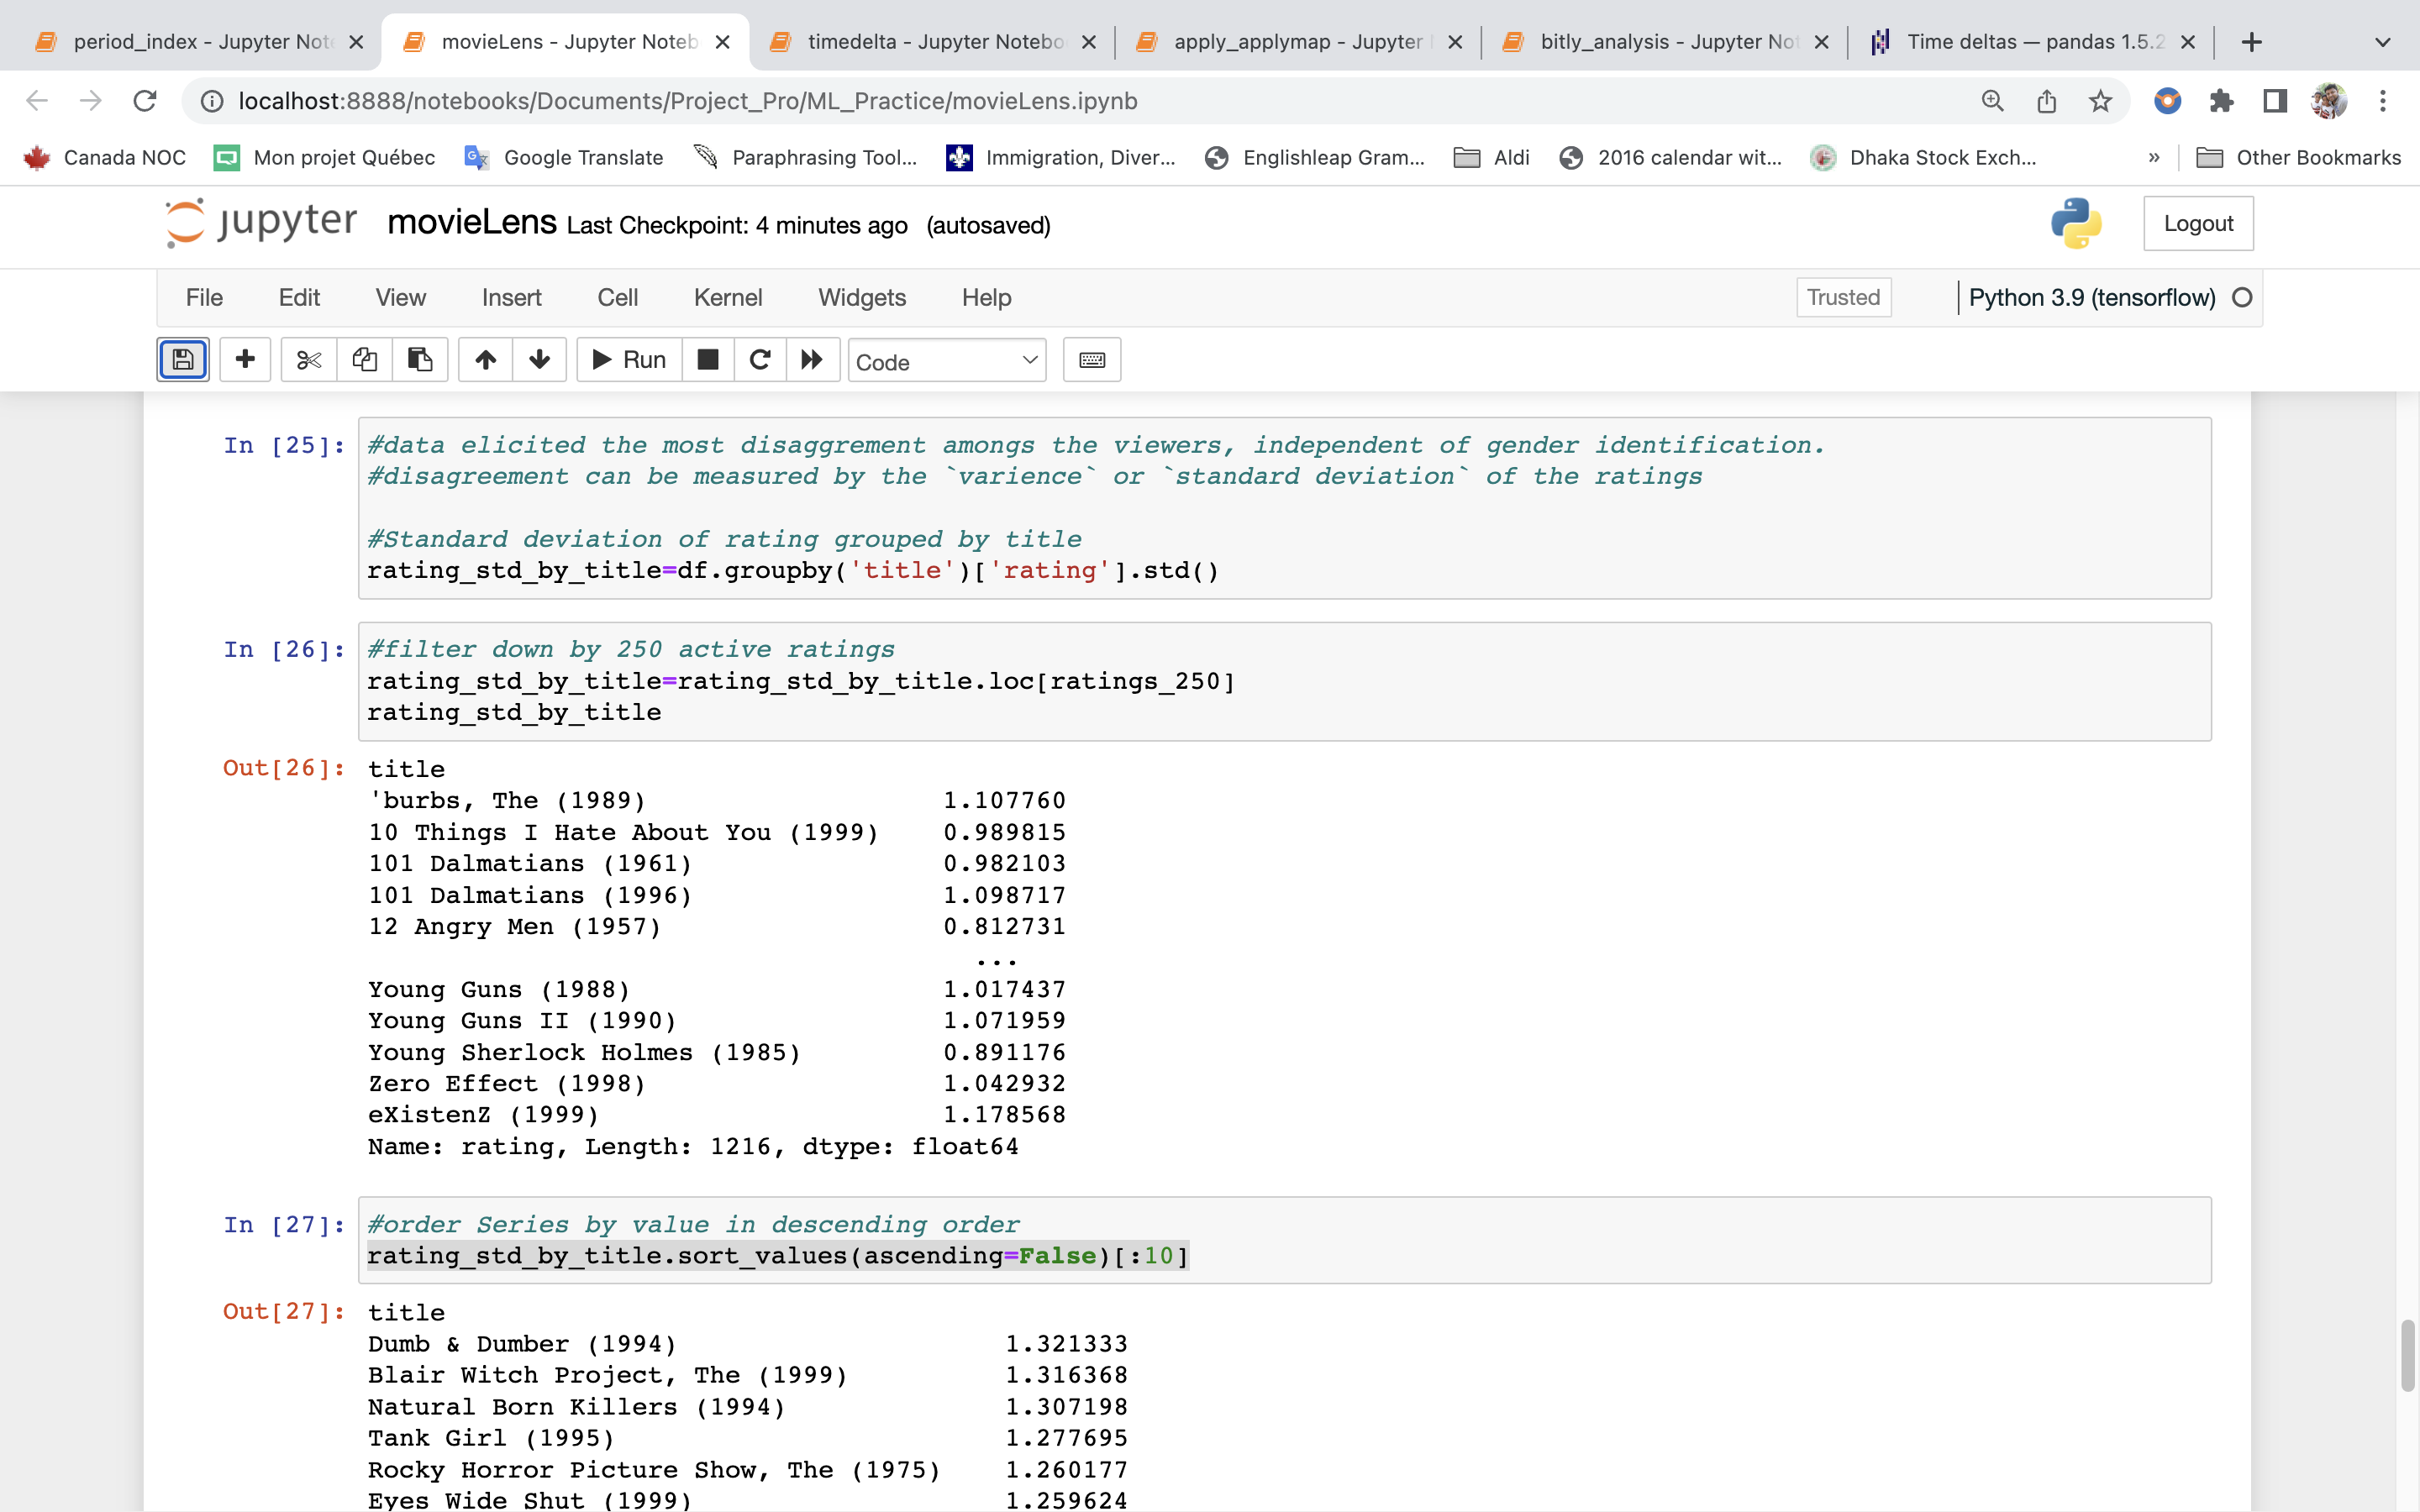 period_index - Jupyter Not
movieLens - Jupyter Noteb
timedelta - Jupyter Notebo
apply_applymap - Jupyter
bitly_analysis - Jupyter Not
Time deltas — pandas 1.5.2
localhost:8888/notebooks/Documents/Project_Pro/ML_Practice/movieLens.ipynb
Canada NOC
Mon projet Québec
Google Translate
Paraphrasing Tool...
Immigration, Diver...
Englishleap Gram...
Aldi
2016 calendar wit...
Dhaka Stock Exch...
»
Other Bookmarks
jupyter movieLens Last Checkpoint: 4 minutes ago (autosaved)
Logout
File Edit View Insert Cell Kernel Widgets Help
Trusted
Python 3.9 (tensorflow)
Run
Code
In [25]: #data elicited the most disaggrement amongs the viewers, independent of gender identification.
#disagreement can be measured by the `varience` or `standard deviation` of the ratings
#Standard deviation of rating grouped by title
rating_std_by_title=df.groupby('title')['rating'].std()
In [26]: #filter down by 250 active ratings
rating_std_by_title=rating_std_by_title.loc[ratings_250]
rating_std_by_title
Out[26]: title
'burbs, The (1989) 1.107760
10 Things I Hate About You (1999) 0.989815
101 Dalmatians (1961) 0.982103
101 Dalmatians (1996) 1.098717
12 Angry Men (1957) 0.812731
...
Young Guns (1988) 1.017437
Young Guns II (1990) 1.071959
Young Sherlock Holmes (1985) 0.891176
Zero Effect (1998) 1.042932
eXistenZ (1999) 1.178568
Name: rating, Length: 1216, dtype: float64
In [27]: #order Series by value in descending order
rating_std_by_title.sort_values(ascending=False)[:10]
Out[27]: title
Dumb & Dumber (1994) 1.321333
Blair Witch Project, The (1999) 1.316368
Natural Born Killers (1994) 1.307198
Tank Girl (1995) 1.277695
Rocky Horror Picture Show, The (1975) 1.260177
Eyes Wide Shut (1999) 1.259624